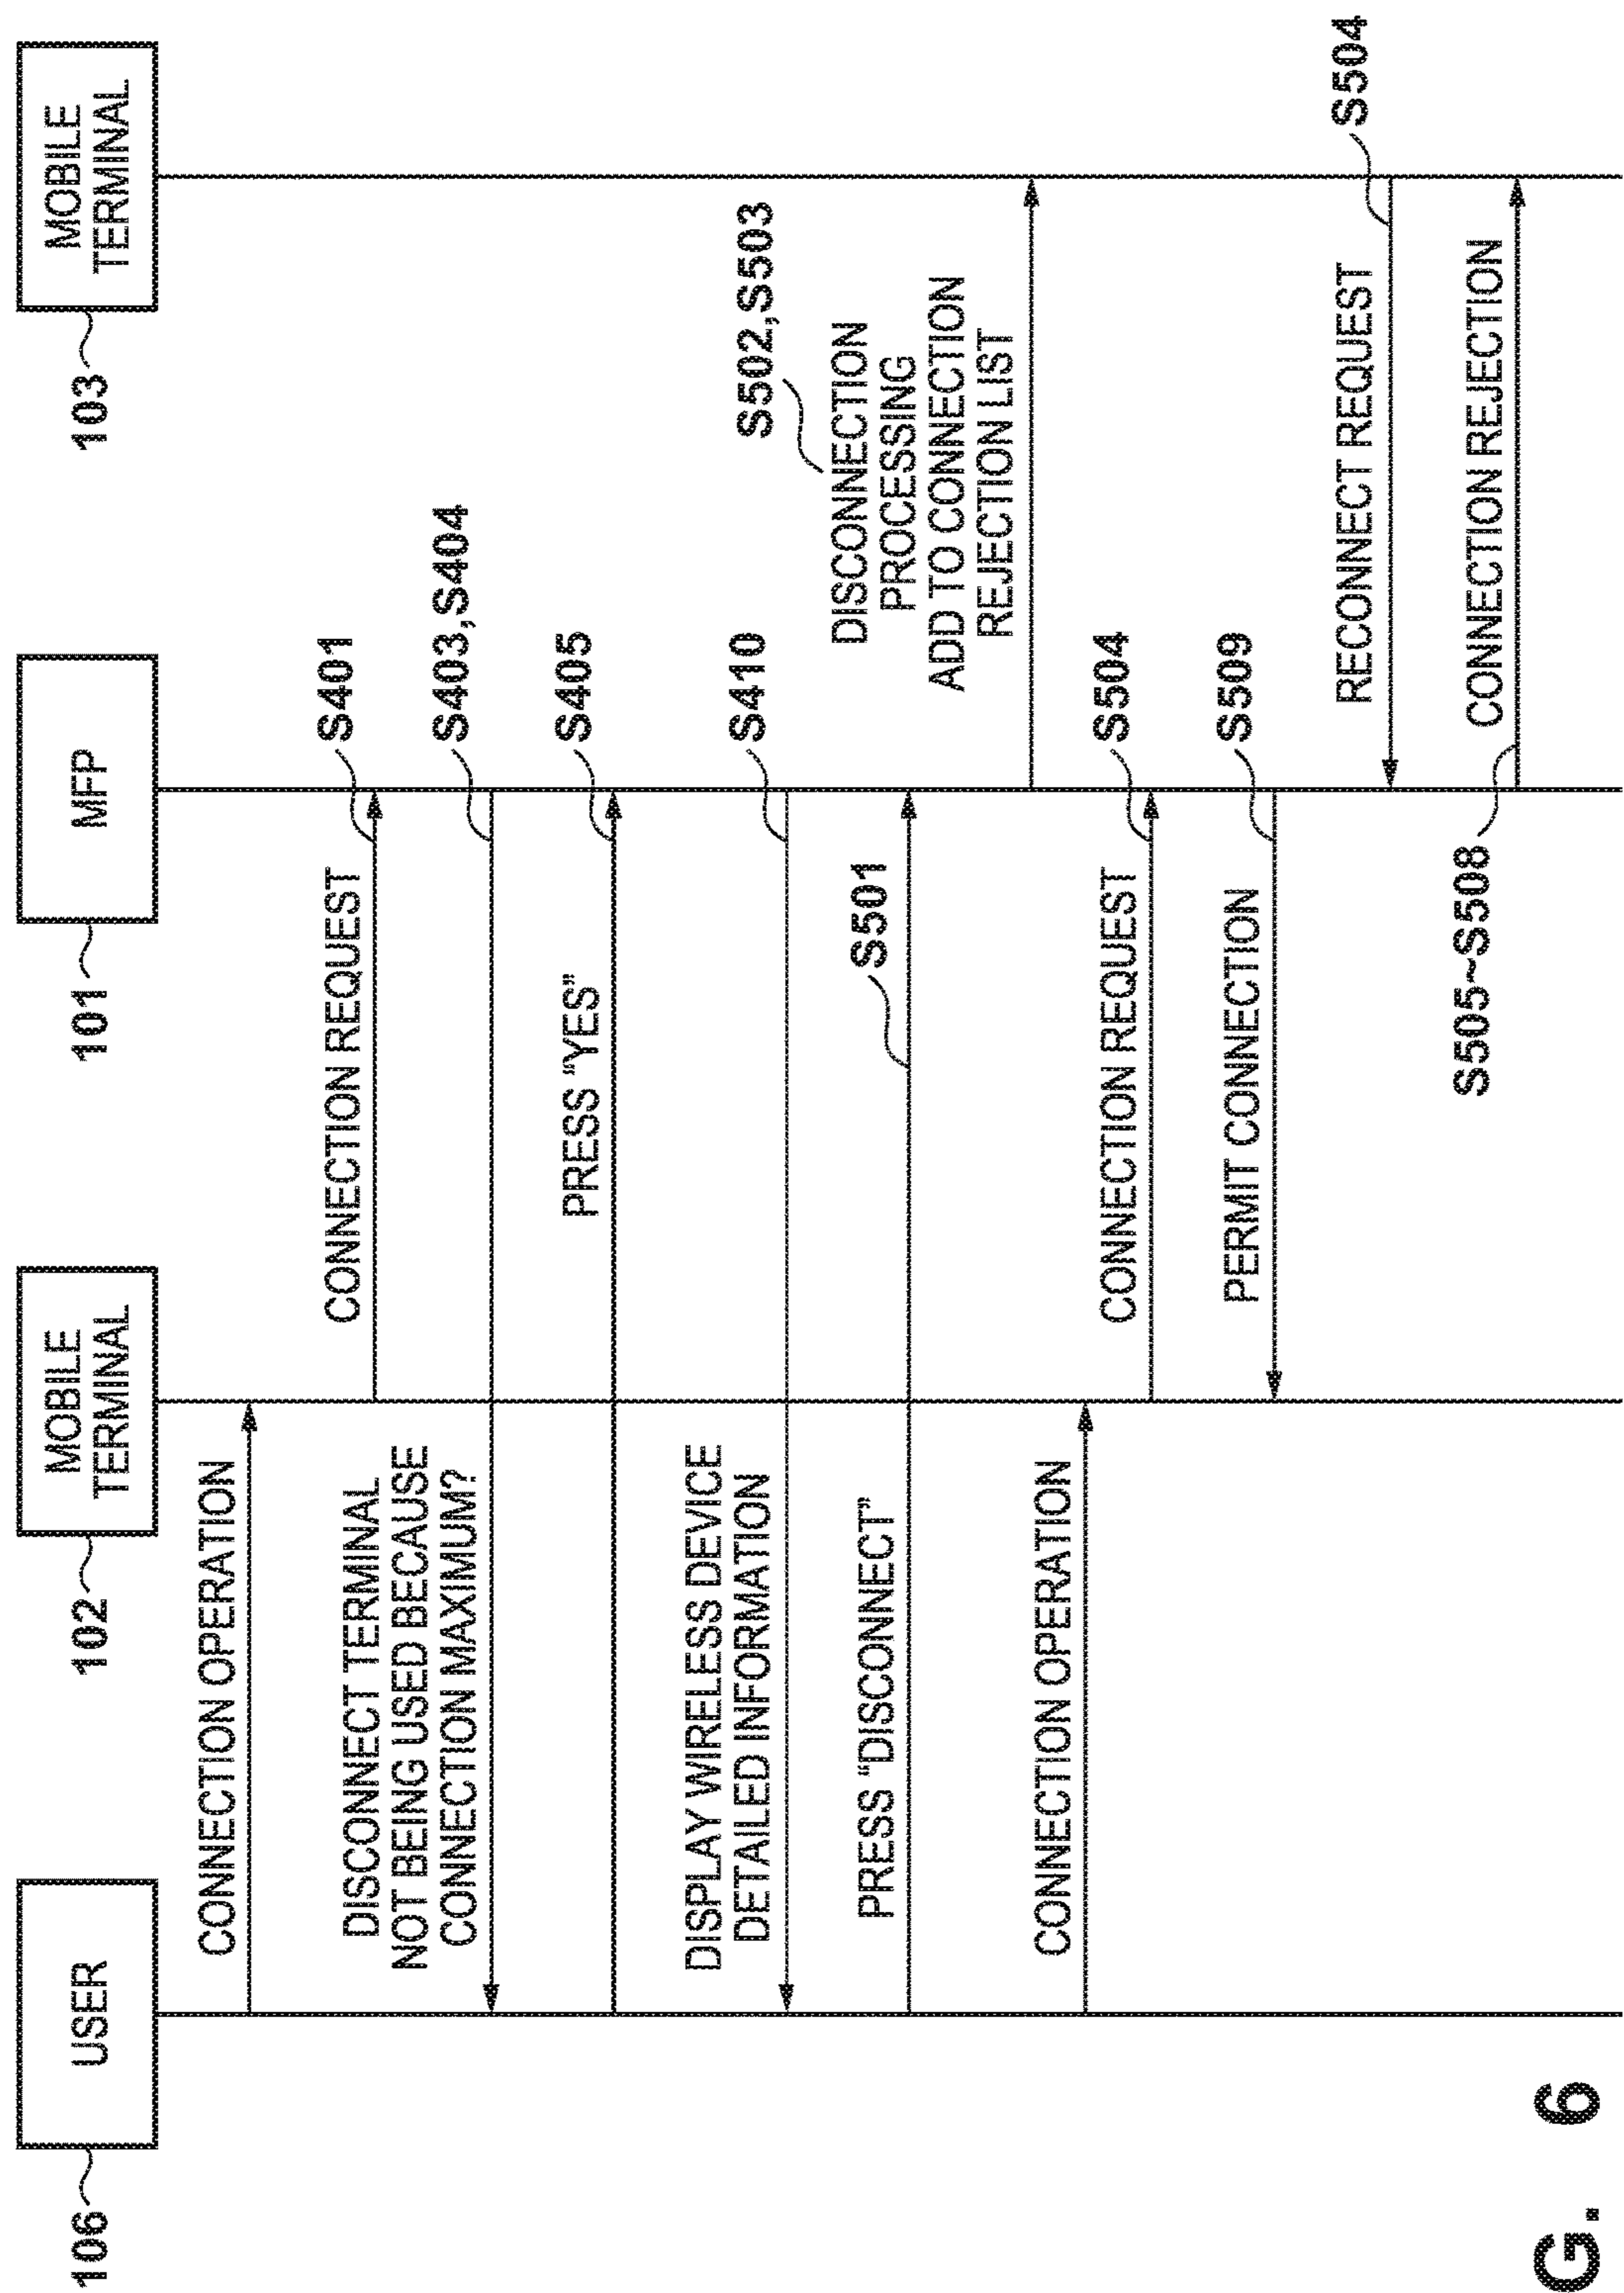 USER
106
MOBILE
TERMINAL
102
MFP
101
MOBILE
TERMINAL
103
CONNECTION OPERATION
CONNECTION REQUEST
S401
DISCONNECT TERMINAL
NOT BEING USED BECAUSE
CONNECTION MAXIMUM?
S403,S404
PRESS “YES”
S405
DISPLAY WIRELESS DEVICE
DETAILED INFORMATION
S410
PRESS “DISCONNECT”
S501
S502,S503
DISCONNECTION
PROCESSING
ADD TO CONNECTION
REJECTION LIST
CONNECTION OPERATION
CONNECTION REQUEST
S504
PERMIT CONNECTION
S509
RECONNECT REQUEST
S504
CONNECTION REJECTION
S505~S508
G. 6